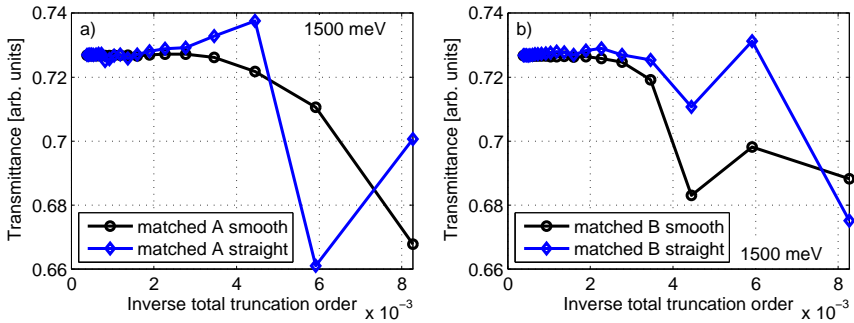 a)
1500 meV
Transmittance [arb. units]
0.74
0.72
0.7
0.68
0.66
matched A smooth
matched A straight
0 2 4 6 8
Inverse total truncation order
x 10⁻³
b)
Transmittance [arb. units]
0.74
0.72
0.7
0.68
0.66
matched B smooth
matched B straight
1500 meV
0 2 4 6 8
Inverse total truncation order
x 10⁻³